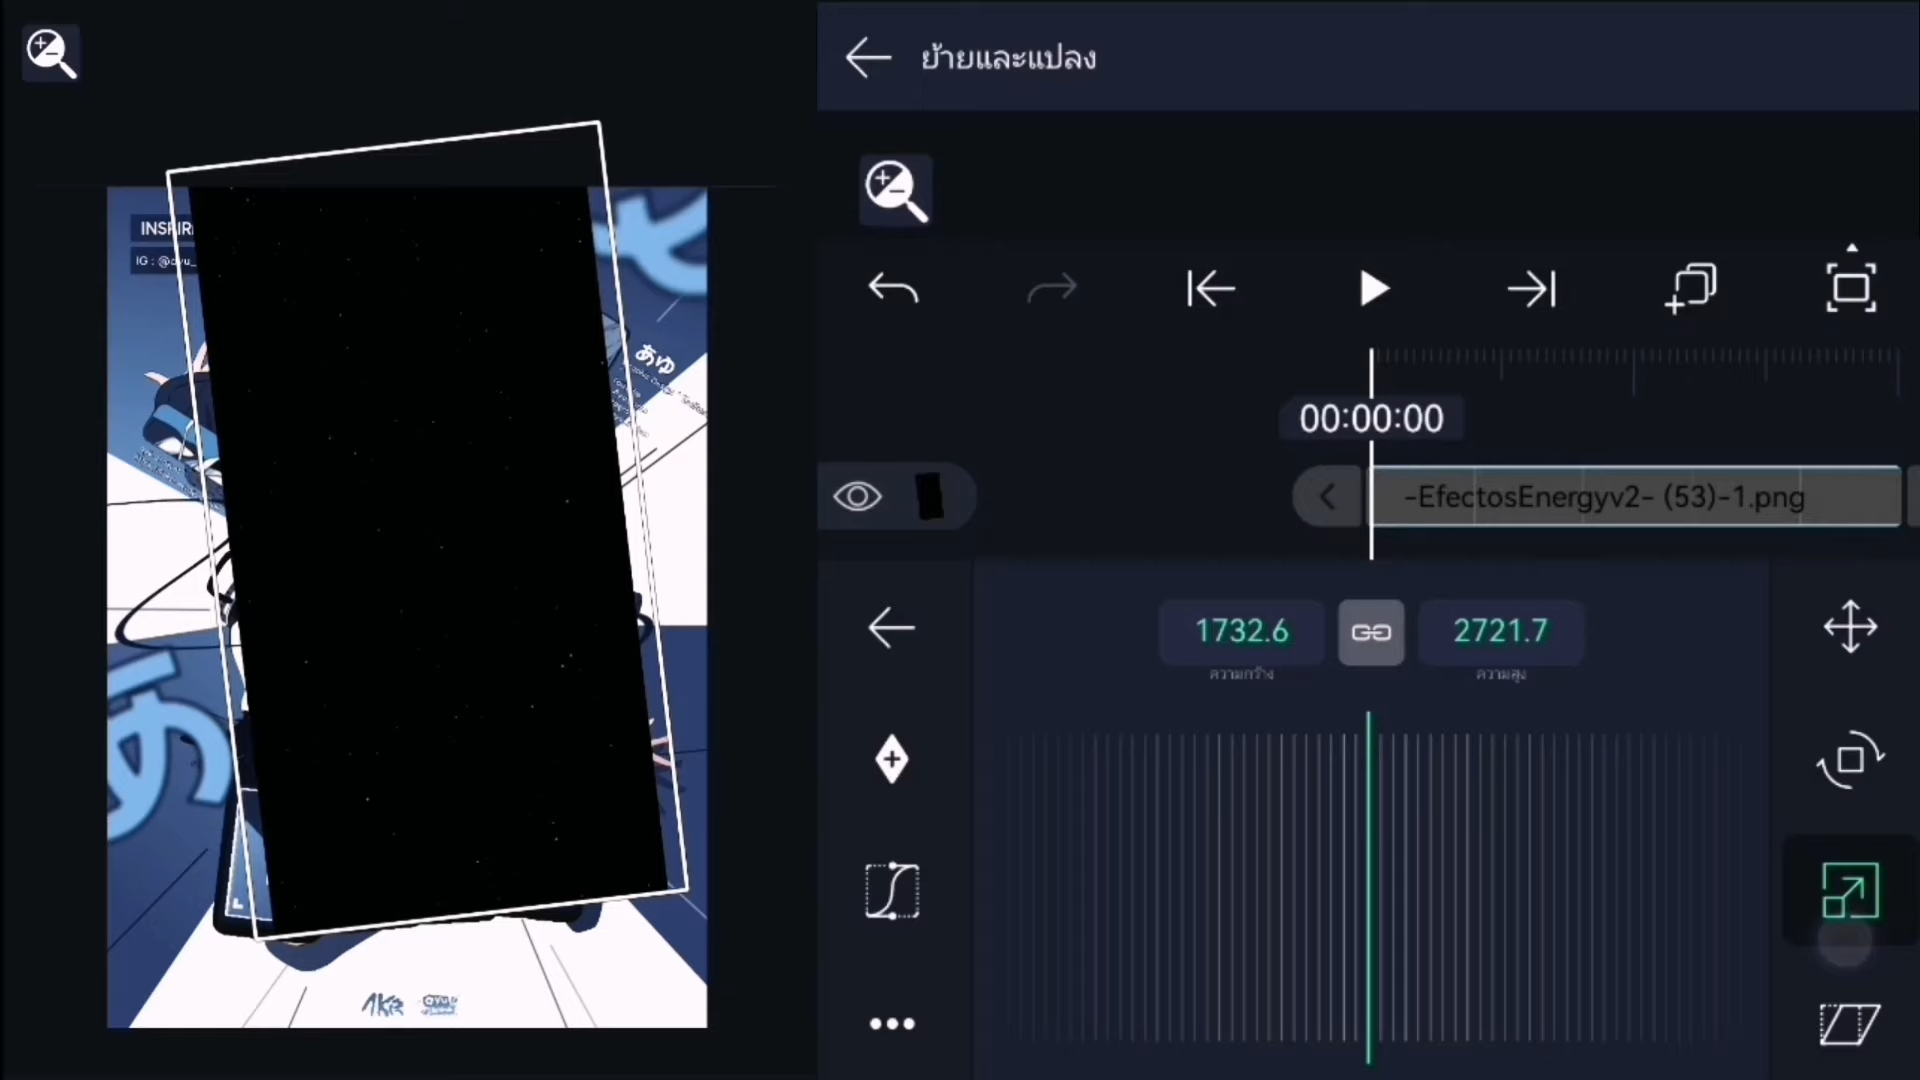 ย้ายและแปลง
INSPIR
IG : @ayu_
あゆ
あ
00:00:00
-EfectosEnergyv2- (53)-1.png
1732.6
2721.7
ความกว้าง
ความสูง